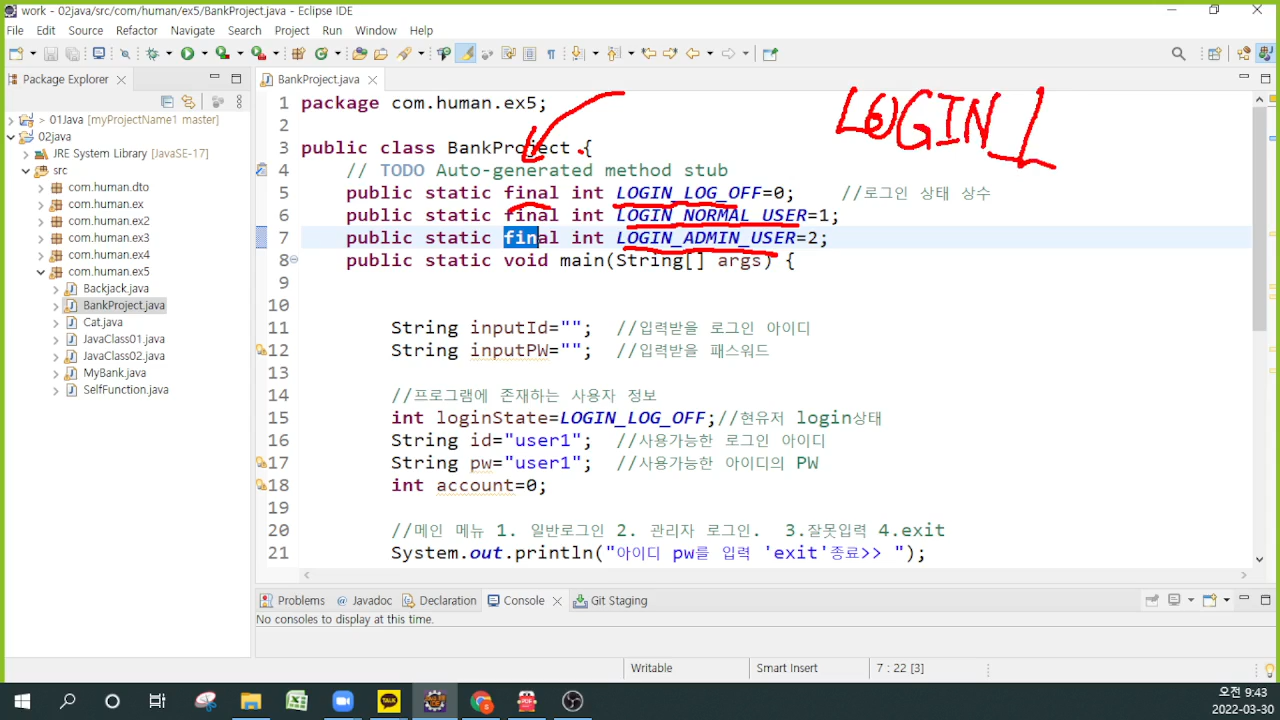 work - 02java/src/com/human/ex5/BankProject.java - Eclipse IDE
File Edit Source Refactor Navigate Search Project Run Window Help
Package Explorer
BankProject.java
LOGIN_L
01Java [myProjectName1 master]
02java
JRE System Library [JavaSE-17]
src
com.human.dto
com.human.ex
com.human.ex2
com.human.ex3
com.human.ex4
com.human.ex5
Backjack.java
BankProject.java
Cat.java
JavaClass01.java
JavaClass02.java
MyBank.java
SelfFunction.java
1 package com.human.ex5;
2
3 public class BankProject {
4 // TODO Auto-generated method stub
5 public static final int LOGIN_LOG_OFF=0; //로그인 상태 상수
6 public static final int LOGIN_NORMAL_USER=1;
7 public static final int LOGIN_ADMIN_USER=2;
8 public static void main(String[] args) {
9
10
11 String inputId=""; //입력받을 로그인 아이디
12 String inputPW=""; //입력받을 패스워드
13
14 //프로그램에 존재하는 사용자 정보
15 int loginState=LOGIN_LOG_OFF;//현유저 login상태
16 String id="user1"; //사용가능한 로그인 아이디
17 String pw="user1"; //사용가능한 아이디의 PW
18 int account=0;
19
20 //메인 메뉴 1. 일반로그인 2. 관리자 로그인. 3.잘못입력 4.exit
21 System.out.println("아이디 pw를 입력 'exit'종료>> ");
Problems Javadoc Declaration Console Git Staging
No consoles to display at this time.
Writable Smart Insert 7 : 22 [3]
오전 9:43
2022-03-30